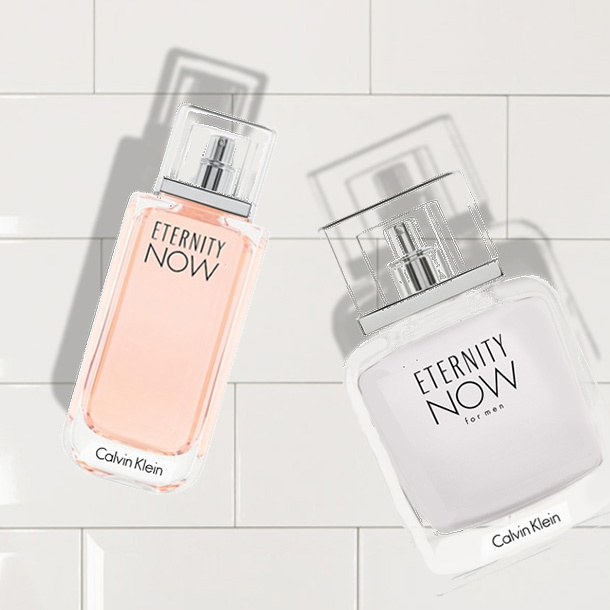 ETERNITY
NOW
Calvin Klein
ETERNITY
NOW
for men
Calvin Klein